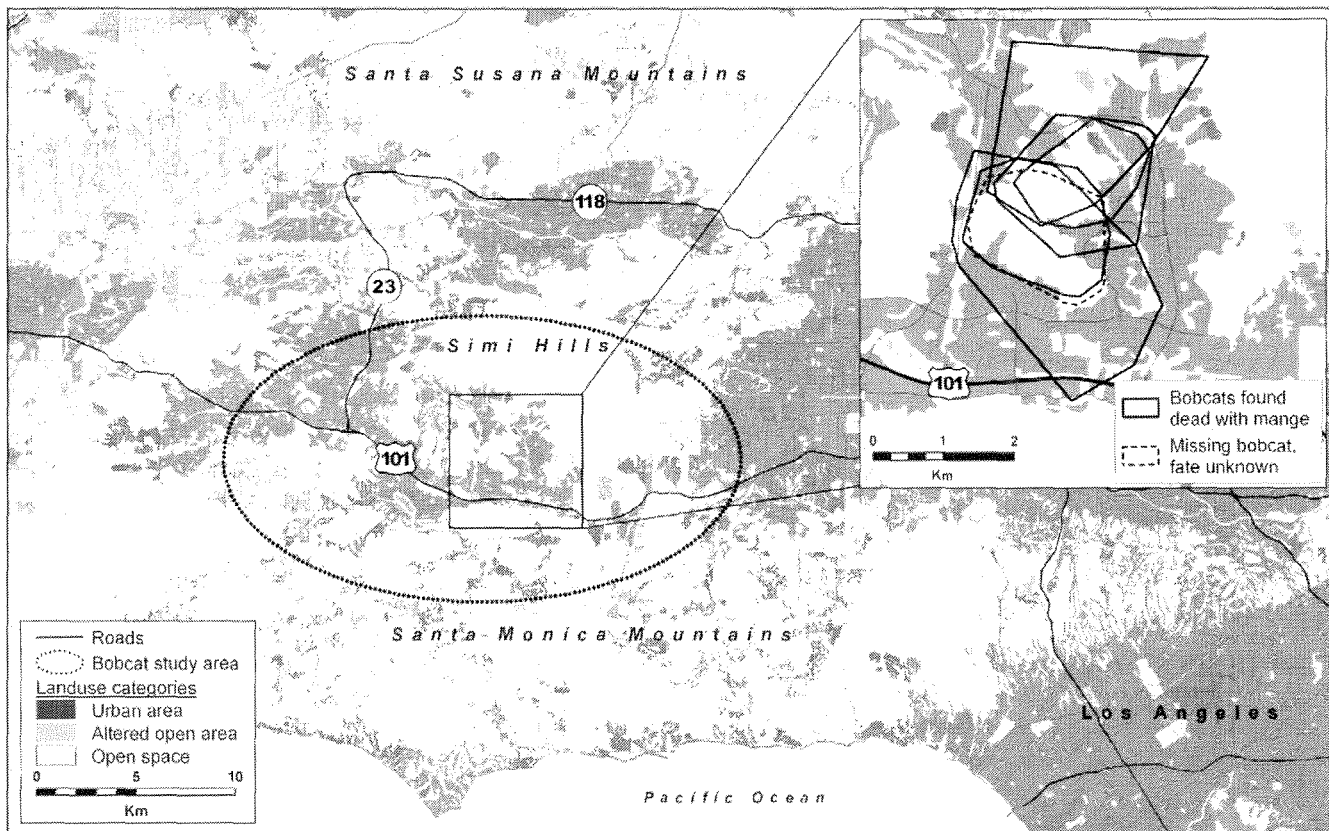 Santa Susana Mountains
118
23
Simi Hills
101
Santa Monica Mountains
Los Angeles
Pacific Ocean
Roads
Bobcat study area
Landuse categories
Urban area
Altered open area
Open space
0 5 10
Km
101
Bobcats found
dead with mange
Missing bobcat,
fate unknown
0 1 2
Km